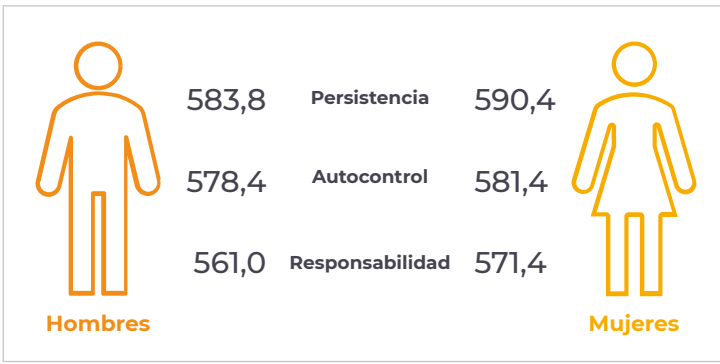 583,8 Persistencia 590,4
578,4 Autocontrol 581,4
561,0 Responsabilidad 571,4
Hombres Mujeres